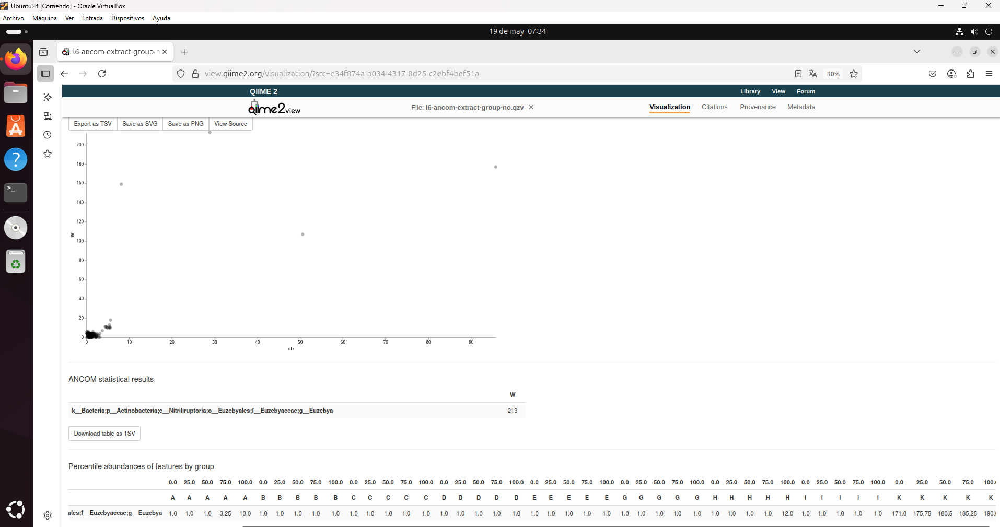 Ubuntu24 [Corriendo] - Oracle VirtualBox
Archivo Máquina Ver Entrada Dispositivos Ayuda
19 de may 07:34
l6-ancom-extract-group-n
view.qiime2.org/visualization/?src=e34f874a-b034-4317-8d25-c2ebf4bef51a
80%
QIIME 2
Library View Forum
qiime2view
File: l6-ancom-extract-group-no.qzv
Visualization Citations Provenance Metadata
Export as TSV Save as SVG Save as PNG View Source
200
180
160
140
120
W
100
80
60
40
20
0
0 10 20 30 40 50 60 70 80 90
clr
ANCOM statistical results
W
k__Bacteria;p__Actinobacteria;c__Nitriliruptoria;o__Euzebyales;f__Euzebyaceae;g__Euzebya 213
Download table as TSV
Percentile abundances of features by group
0.0 25.0 50.0 75.0 100.0 0.0 25.0 50.0 75.0 100.0 0.0 25.0 50.0 75.0 100.0 0.0 25.0 50.0 75.0 100.0 0.0 25.0 50.0 75.0 100.0 0.0 25.0 50.0 75.0 100.0 0.0 25.0 50.0 75.0 100.0 0.0 25.0 50.0 75.0 100.0 0.0 25.0 50.0 75.0 100.
A A A A A B B B B B C C C C C D D D D D E E E E E G G G G G H H H H H I I I I I K K K K K
ales;f__Euzebyaceae;g__Euzebya 1.0 1.0 1.0 3.25 10.0 1.0 1.0 1.0 1.0 1.0 1.0 1.0 1.0 1.0 1.0 1.0 1.0 1.0 1.0 1.0 1.0 1.0 1.0 1.0 1.0 1.0 1.0 1.0 1.0 1.0 1.0 1.0 1.0 1.0 12.0 1.0 1.0 1.0 1.0 1.0 171.0 175.75 180.5 185.25 190.